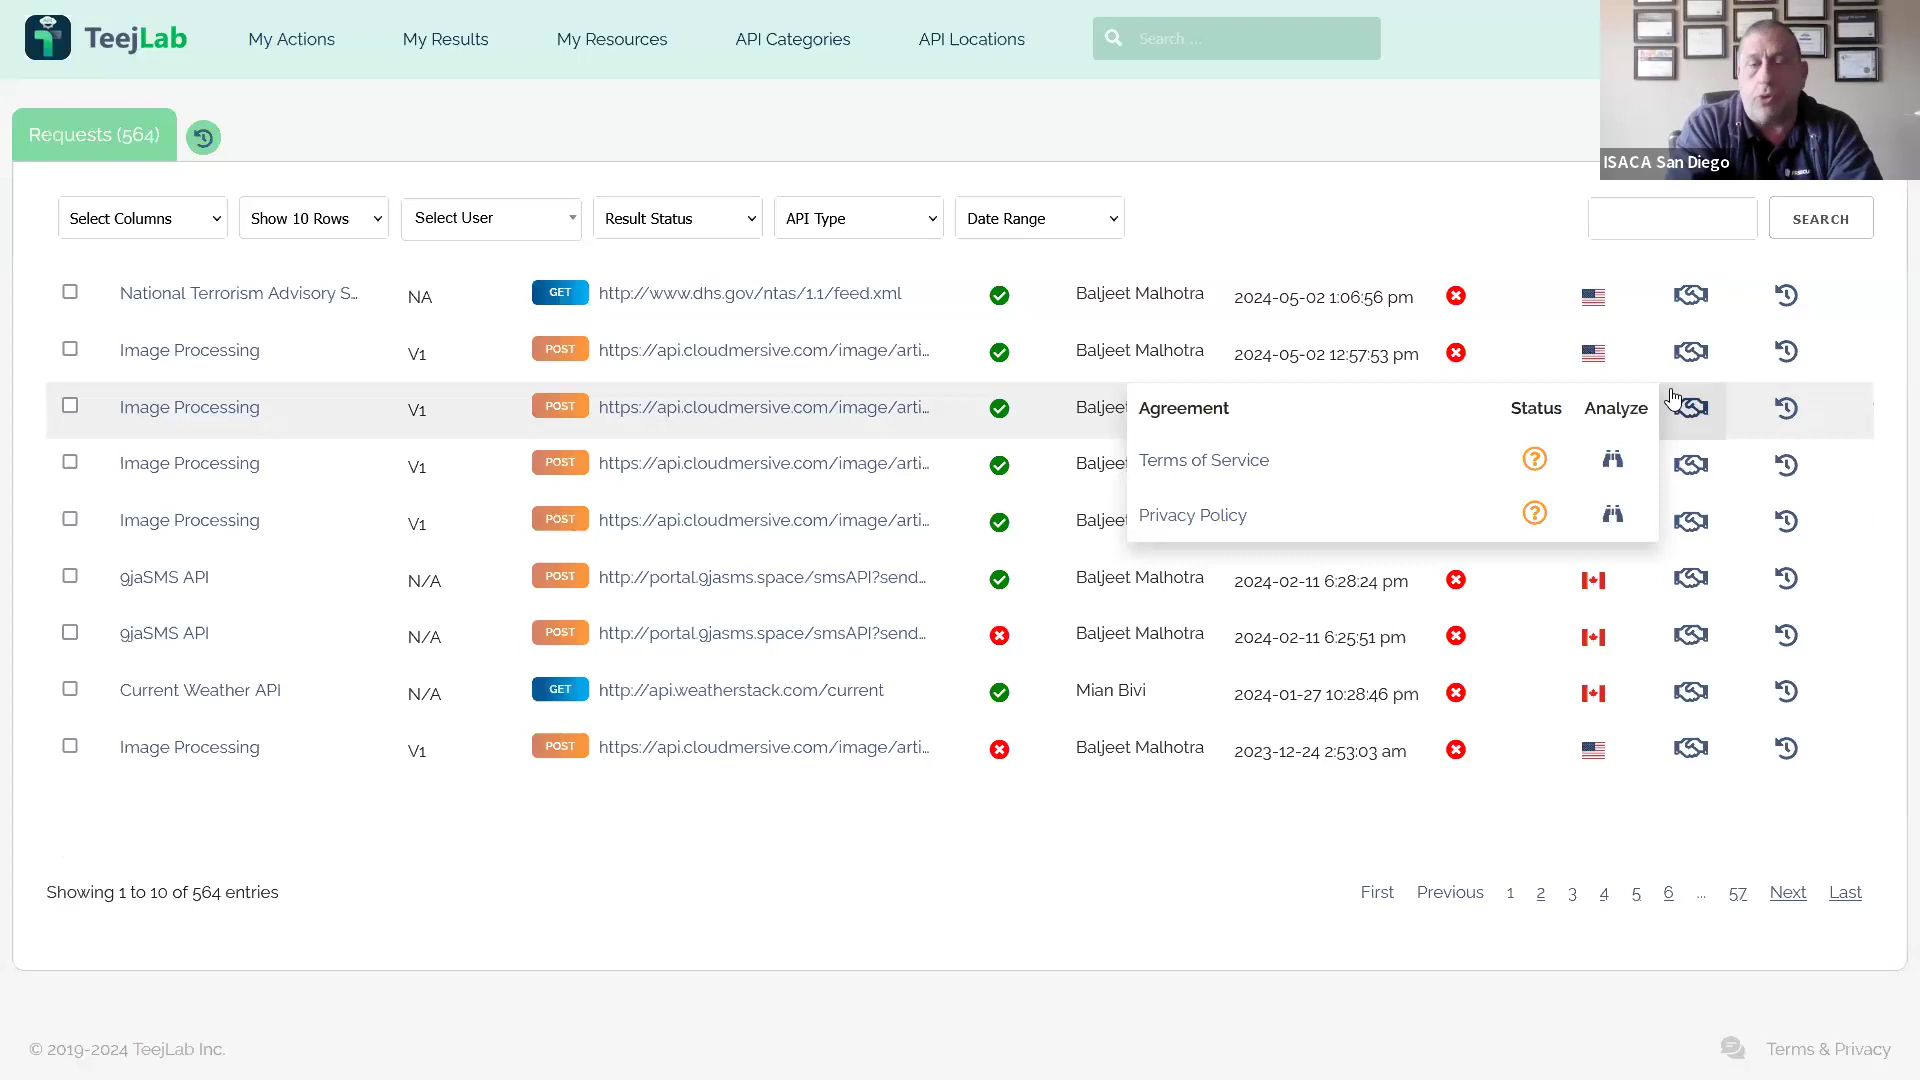 TeejLab
My Actions
My Results
My Resources
API Categories
API Locations
Search ...
ISACA San Diego
Requests (564)
Select Columns
Show 10 Rows
Select User
Result Status
API Type
Date Range
SEARCH
National Terrorism Advisory S... NA GET http://www.dhs.gov/ntas/1.1/feed.xml Baljeet Malhotra 2024-05-02 1:06:56 pm
Image Processing V1 POST https://api.cloudmersive.com/image/arti... Baljeet Malhotra 2024-05-02 12:57:53 pm
Image Processing V1 POST https://api.cloudmersive.com/image/arti... Baljeet
Agreement Status Analyze
Image Processing V1 POST https://api.cloudmersive.com/image/arti... Baljeet
Terms of Service
Image Processing V1 POST https://api.cloudmersive.com/image/arti... Baljeet
Privacy Policy
9jaSMS API N/A POST http://portal.9jasms.space/smsAPI?send... Baljeet Malhotra 2024-02-11 6:28:24 pm
9jaSMS API N/A POST http://portal.9jasms.space/smsAPI?send... Baljeet Malhotra 2024-02-11 6:25:51 pm
Current Weather API N/A GET http://api.weatherstack.com/current Mian Bivi 2024-01-27 10:28:46 pm
Image Processing V1 POST https://api.cloudmersive.com/image/arti... Baljeet Malhotra 2023-12-24 2:53:03 am
Showing 1 to 10 of 564 entries
First Previous 1 2 3 4 5 6 ... 57 Next Last
© 2019-2024 TeejLab Inc.
Terms & Privacy